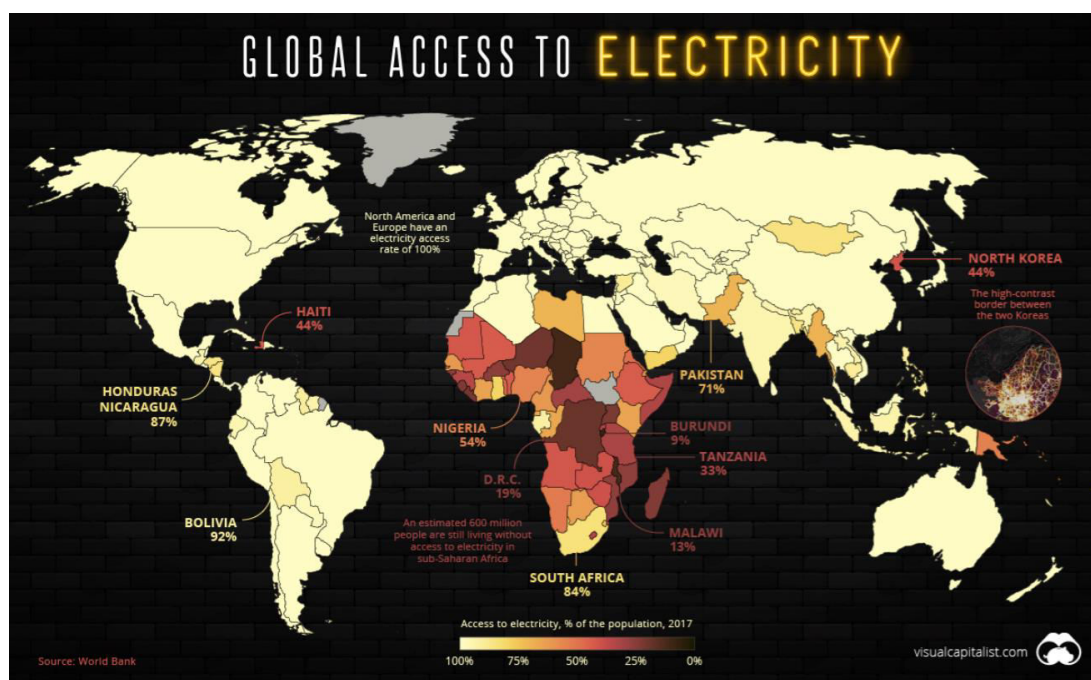 GLOBAL ACCESS TO ELECTRICITY
North America and
Europe have an
electricity access
rate of 100%
NORTH KOREA
44%
The high-contrast
border between
the two Koreas
HAITI
44%
HONDURAS
NICARAGUA
87%
PAKISTAN
71%
NIGERIA
54%
BURUNDI
9%
TANZANIA
33%
D.R.C.
19%
BOLIVIA
92%
An estimated 600 million
people are still living without
access to electricity in
sub-Saharan Africa
MALAWI
13%
SOUTH AFRICA
84%
Access to electricity, % of the population, 2017
100% 75% 50% 25% 0%
Source: World Bank
visualcapitalist.com